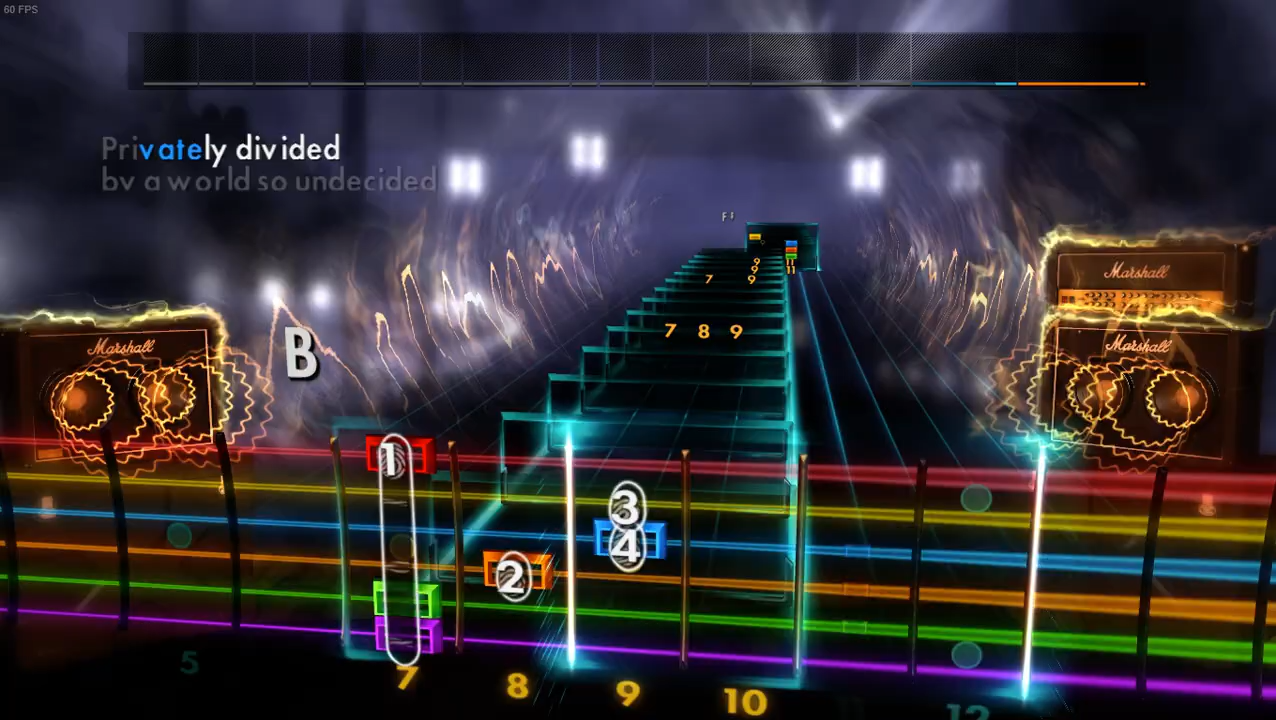 60 FPS
Privately divided
by a world so undecided
F#
Marshall
9
11
9
11
7 9
7 8 9
Marshall
Marshall
B
1
3
4
2
5
7 8 9 10 12